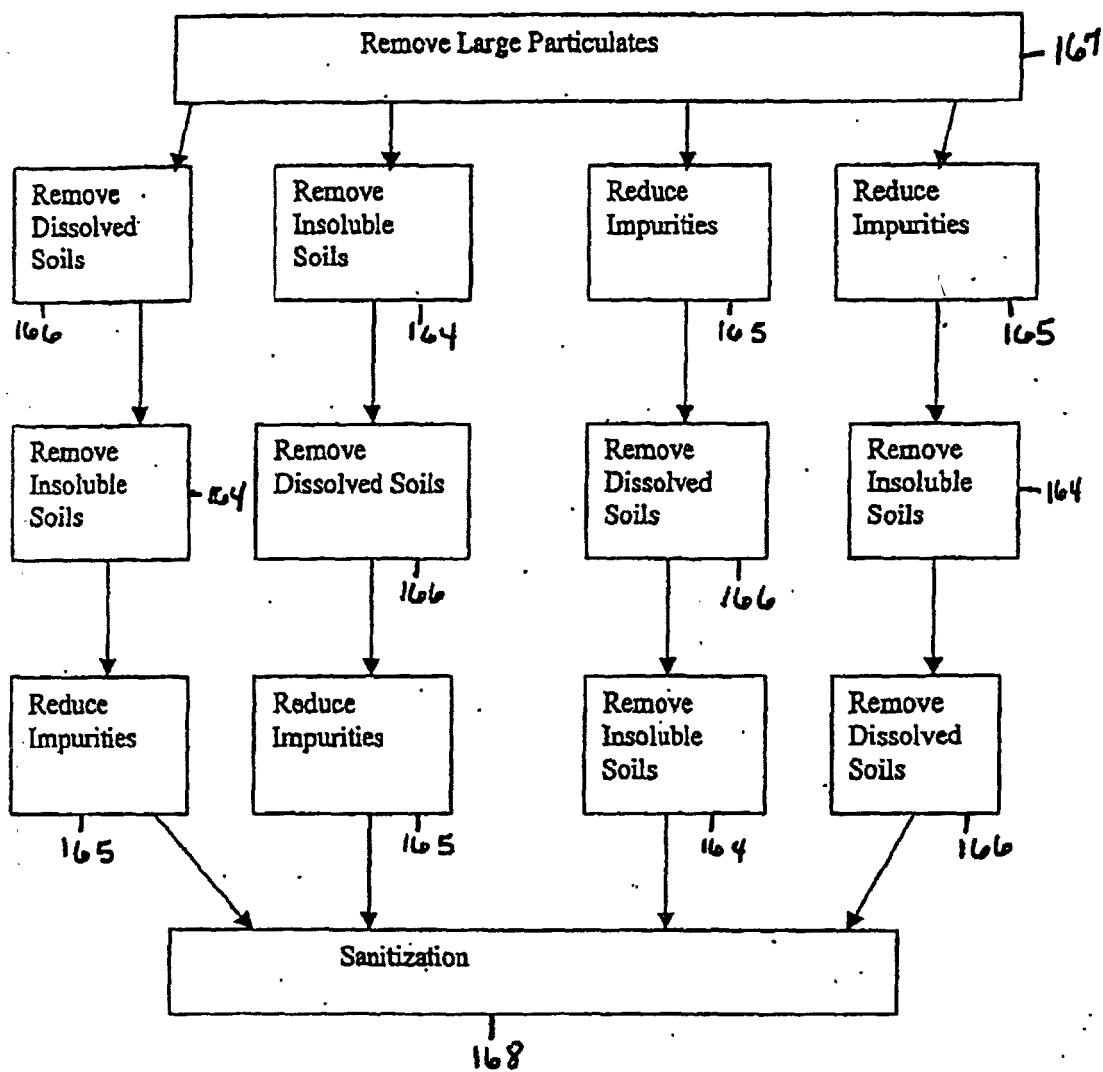 Remove Large Particulates
167
Remove
Dissolved
Soils
166
Remove
Insoluble
Soils
164
Reduce
Impurities
165
Reduce
Impurities
165
Remove
Insoluble
Soils
164
Remove
Dissolved Soils
166
Remove
Dissolved
Soils
166
Remove
Insoluble
Soils
164
Reduce
Impurities
165
Reduce
Impurities
165
Remove
Insoluble
Soils
164
Remove
Dissolved
Soils
166
Sanitization
168